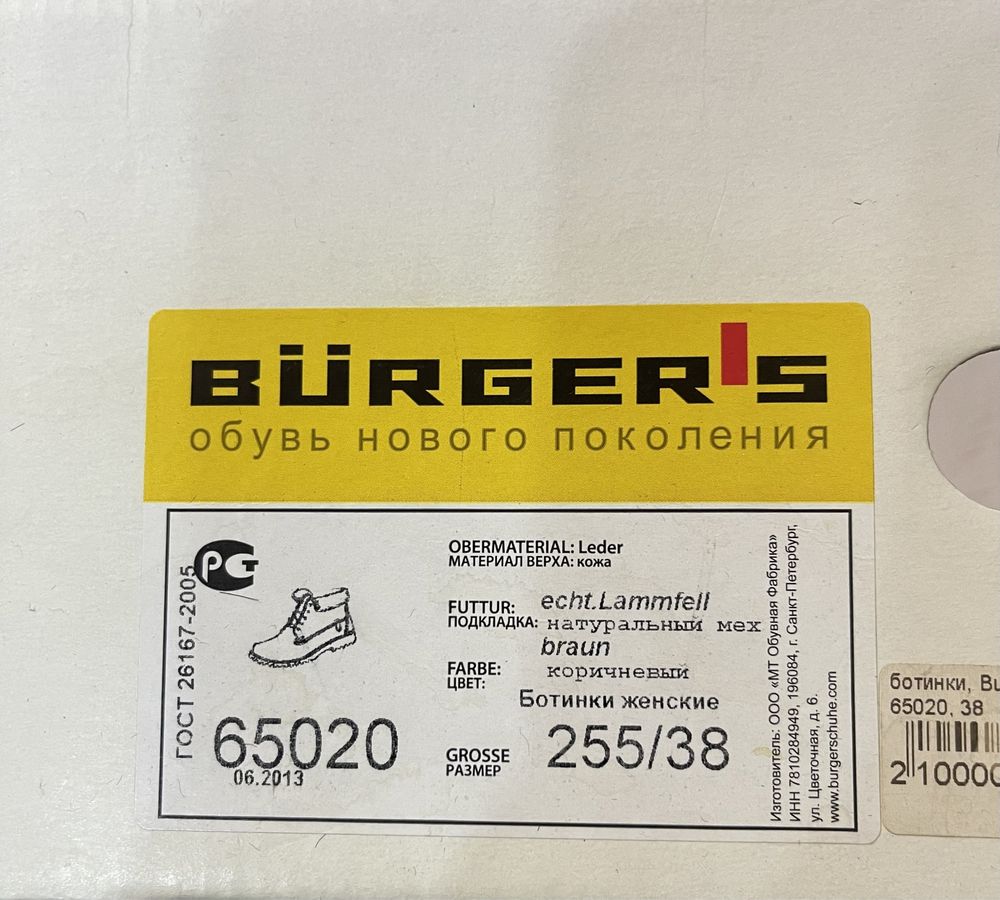 BÜRGER'S
обувь нового поколения
ГОСТ 26167-2005
РСТ
65020
06.2013
OBERMATERIAL: Leder
МАТЕРИАЛ ВЕРХА: кожа
FUTTUR: echt.Lammfell
ПОДКЛАДКА: натуральный мех
braun
FARBE:
коричневый
ЦВЕТ:
Ботинки женские
GROSSE
РАЗМЕР
255/38
Изготовитель: ООО «МТ Обувная Фабрика»
ИНН 7810284949, 196084, г. Санкт-Петербург,
ул. Цветочная, д. 6.
www.burgerschuhe.com
ботинки, Bu
65020, 38
2 10000